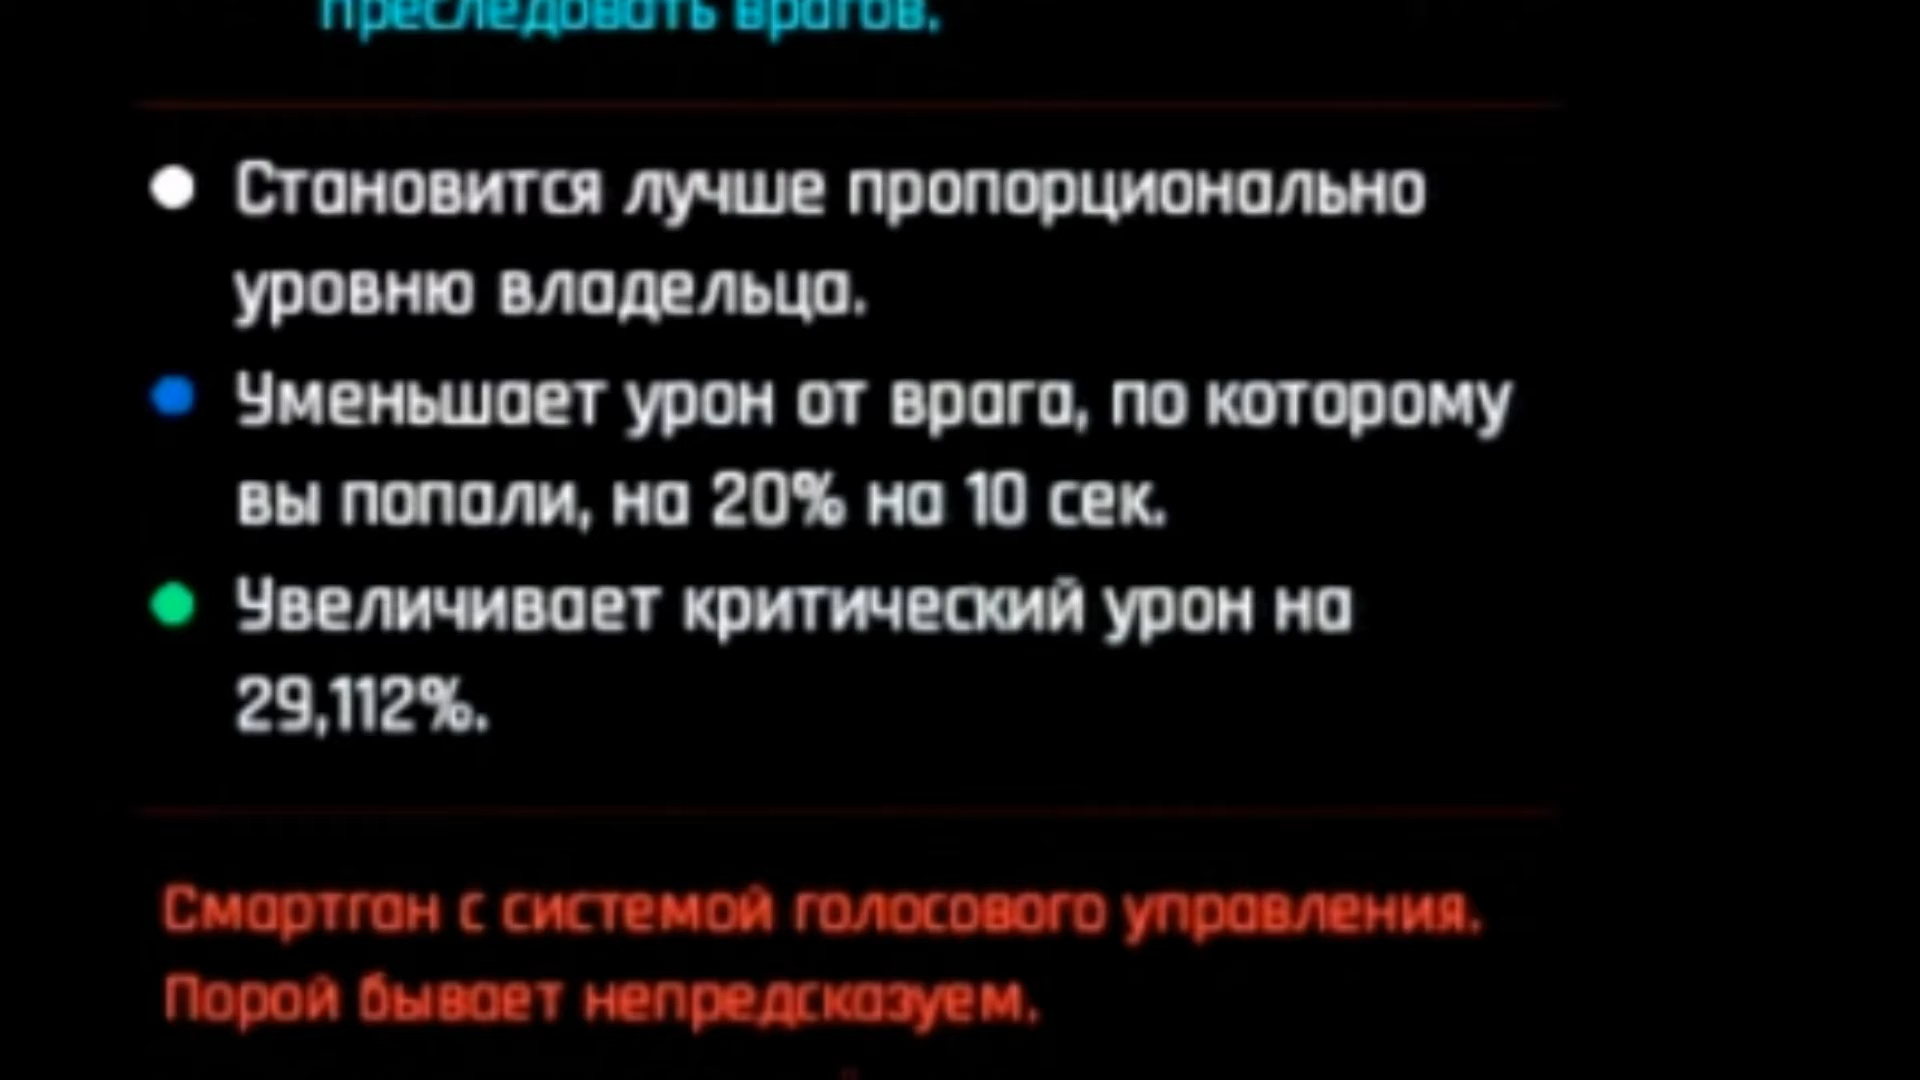 преследовать врагов.
Становится лучше пропорционально
уровню владельца.
Уменьшает урон от врага, по которому
вы попали, на 20% на 10 сек.
Увеличивает критический урон на
29,112%.
Смартган с системой голосового управления.
Порой бывает непредсказуем.